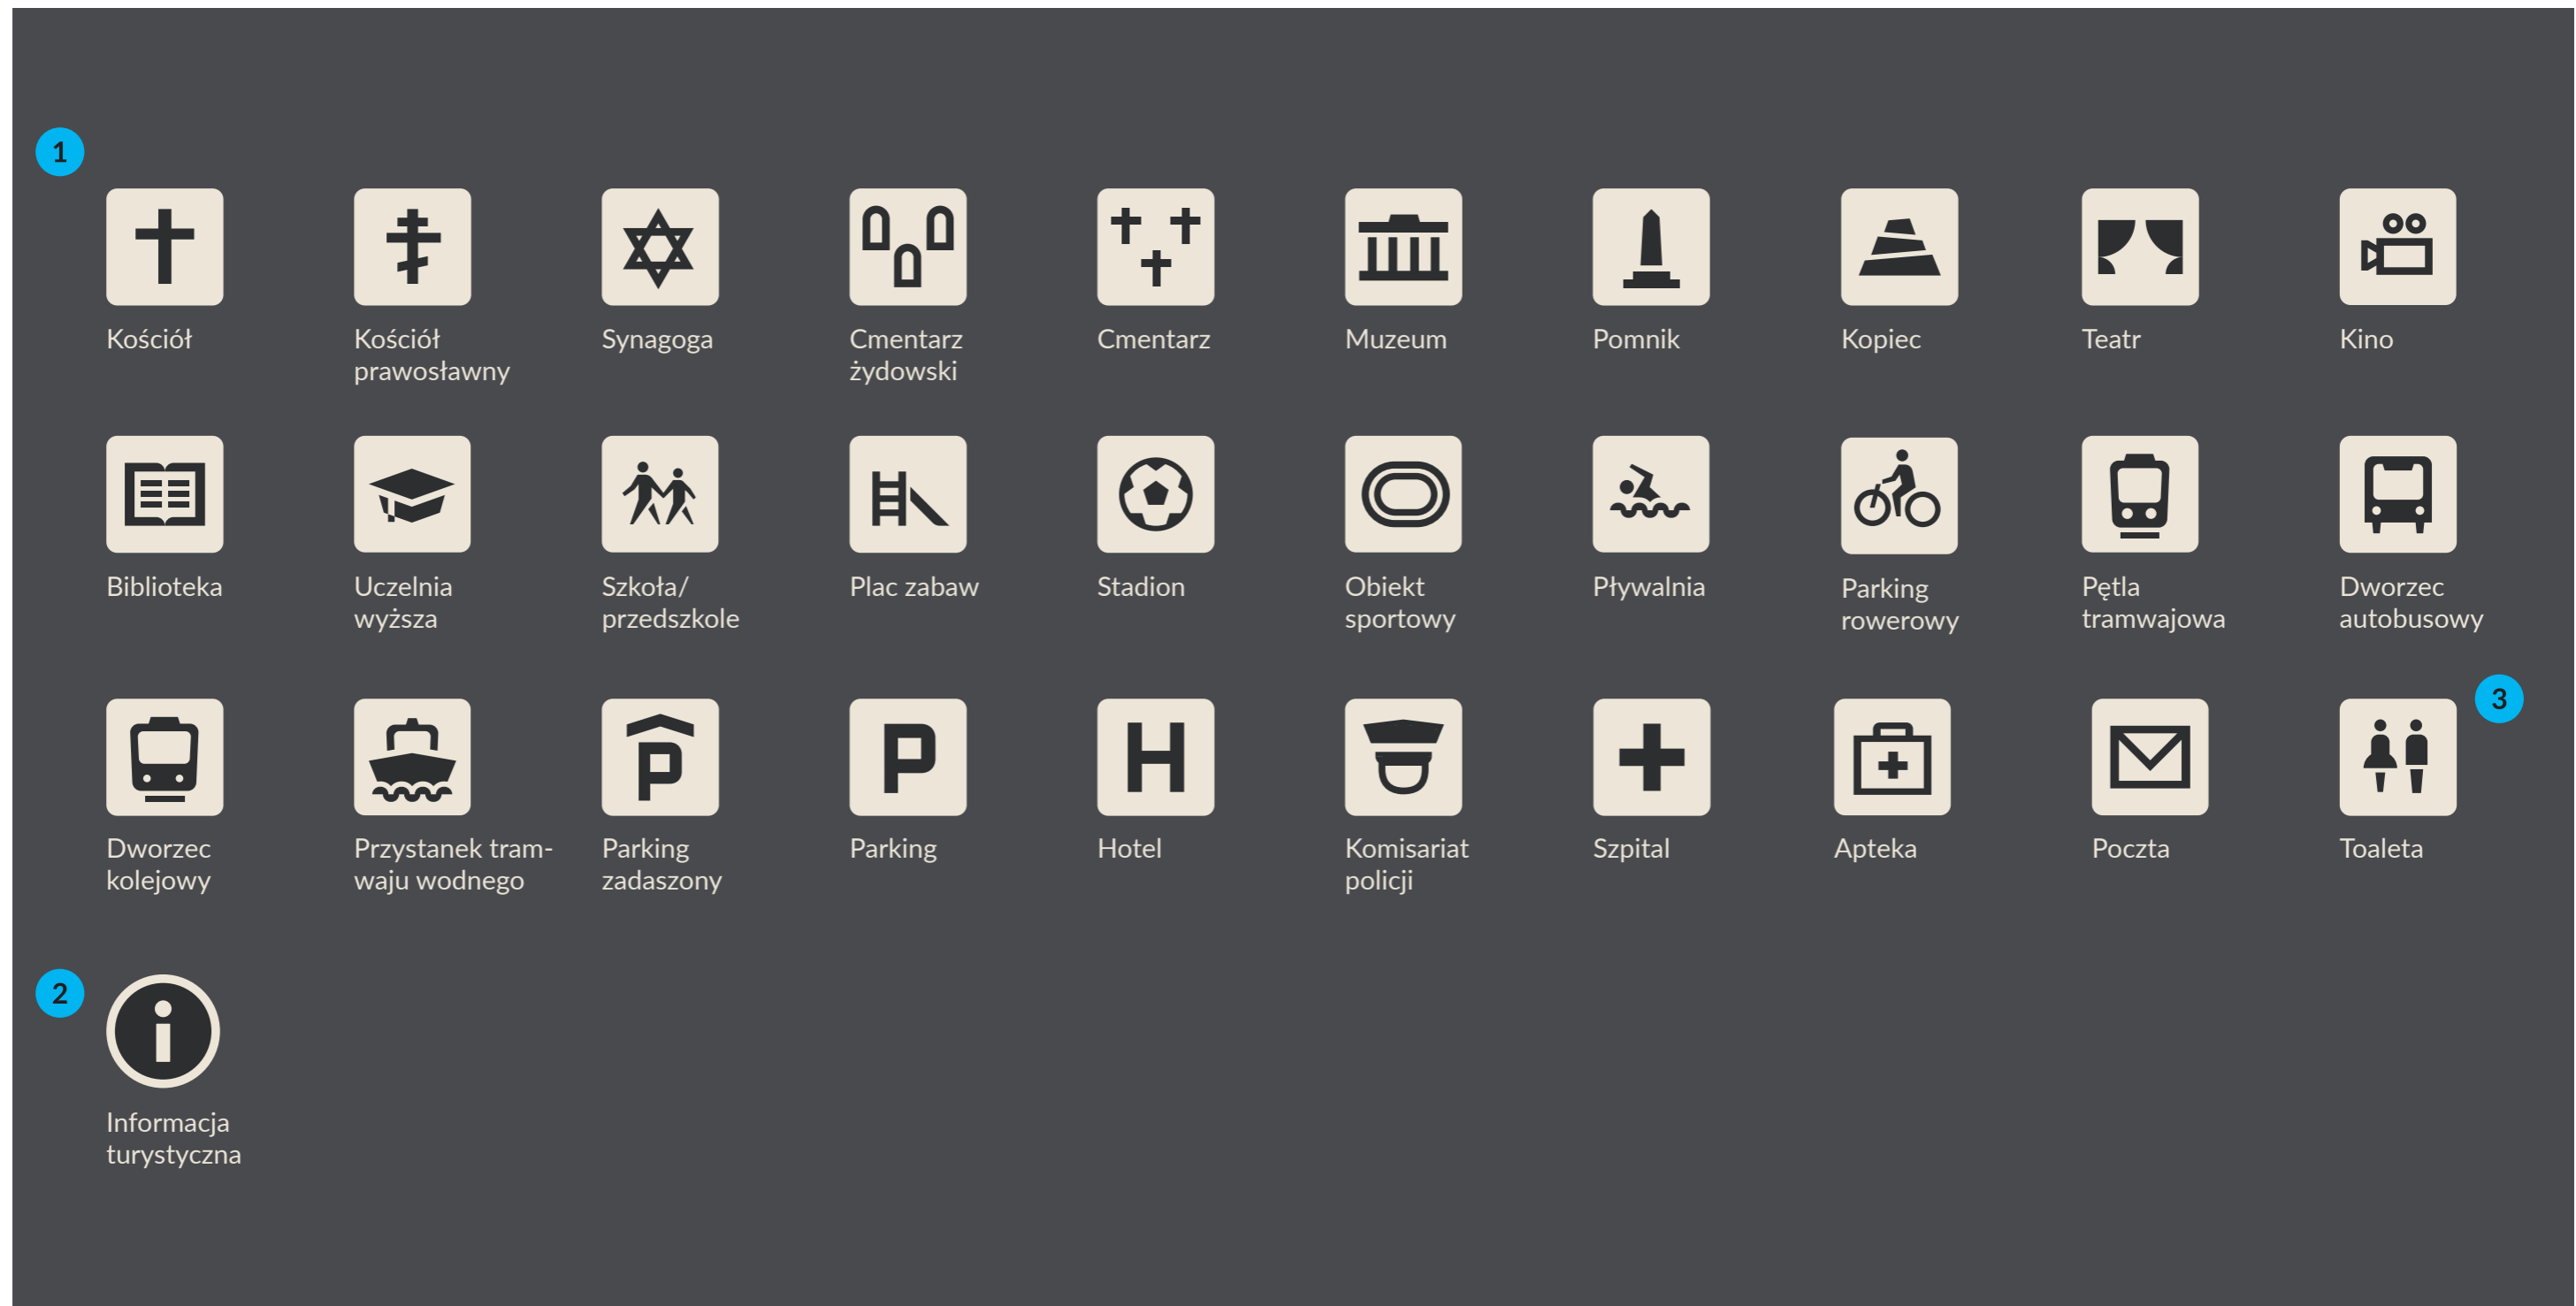 1
Kościół
Kościół
prawosławny
Synagoga
Cmentarz
żydowski
Cmentarz
Muzeum
Pomnik
Kopiec
Teatr
Kino
Biblioteka
Uczelnia
wyższa
Szkoła/
przedszkole
Plac zabaw
Stadion
Obiekt
sportowy
Pływalnia
Parking
rowerowy
Pętla
tramwajowa
Dworzec
autobusowy
3
Dworzec
kolejowy
Przystanek tram-
waju wodnego
P
Parking
zadaszony
P
Parking
H
Hotel
Komisariat
policji
Szpital
Apteka
Poczta
Toaleta
2
i
Informacja
turystyczna